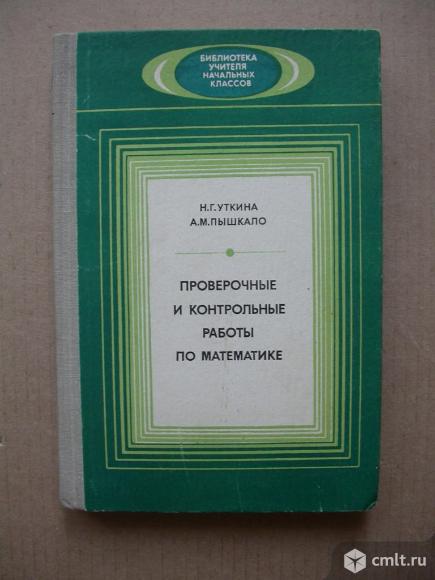 БИБЛИОТЕКА
УЧИТЕЛЯ
НАЧАЛЬНЫХ
КЛАССОВ
Н.Г.УТКИНА
А.М.ПЫШКАЛО
ПРОВЕРОЧНЫЕ
И КОНТРОЛЬНЫЕ
РАБОТЫ
ПО МАТЕМАТИКЕ
cmlt.ru